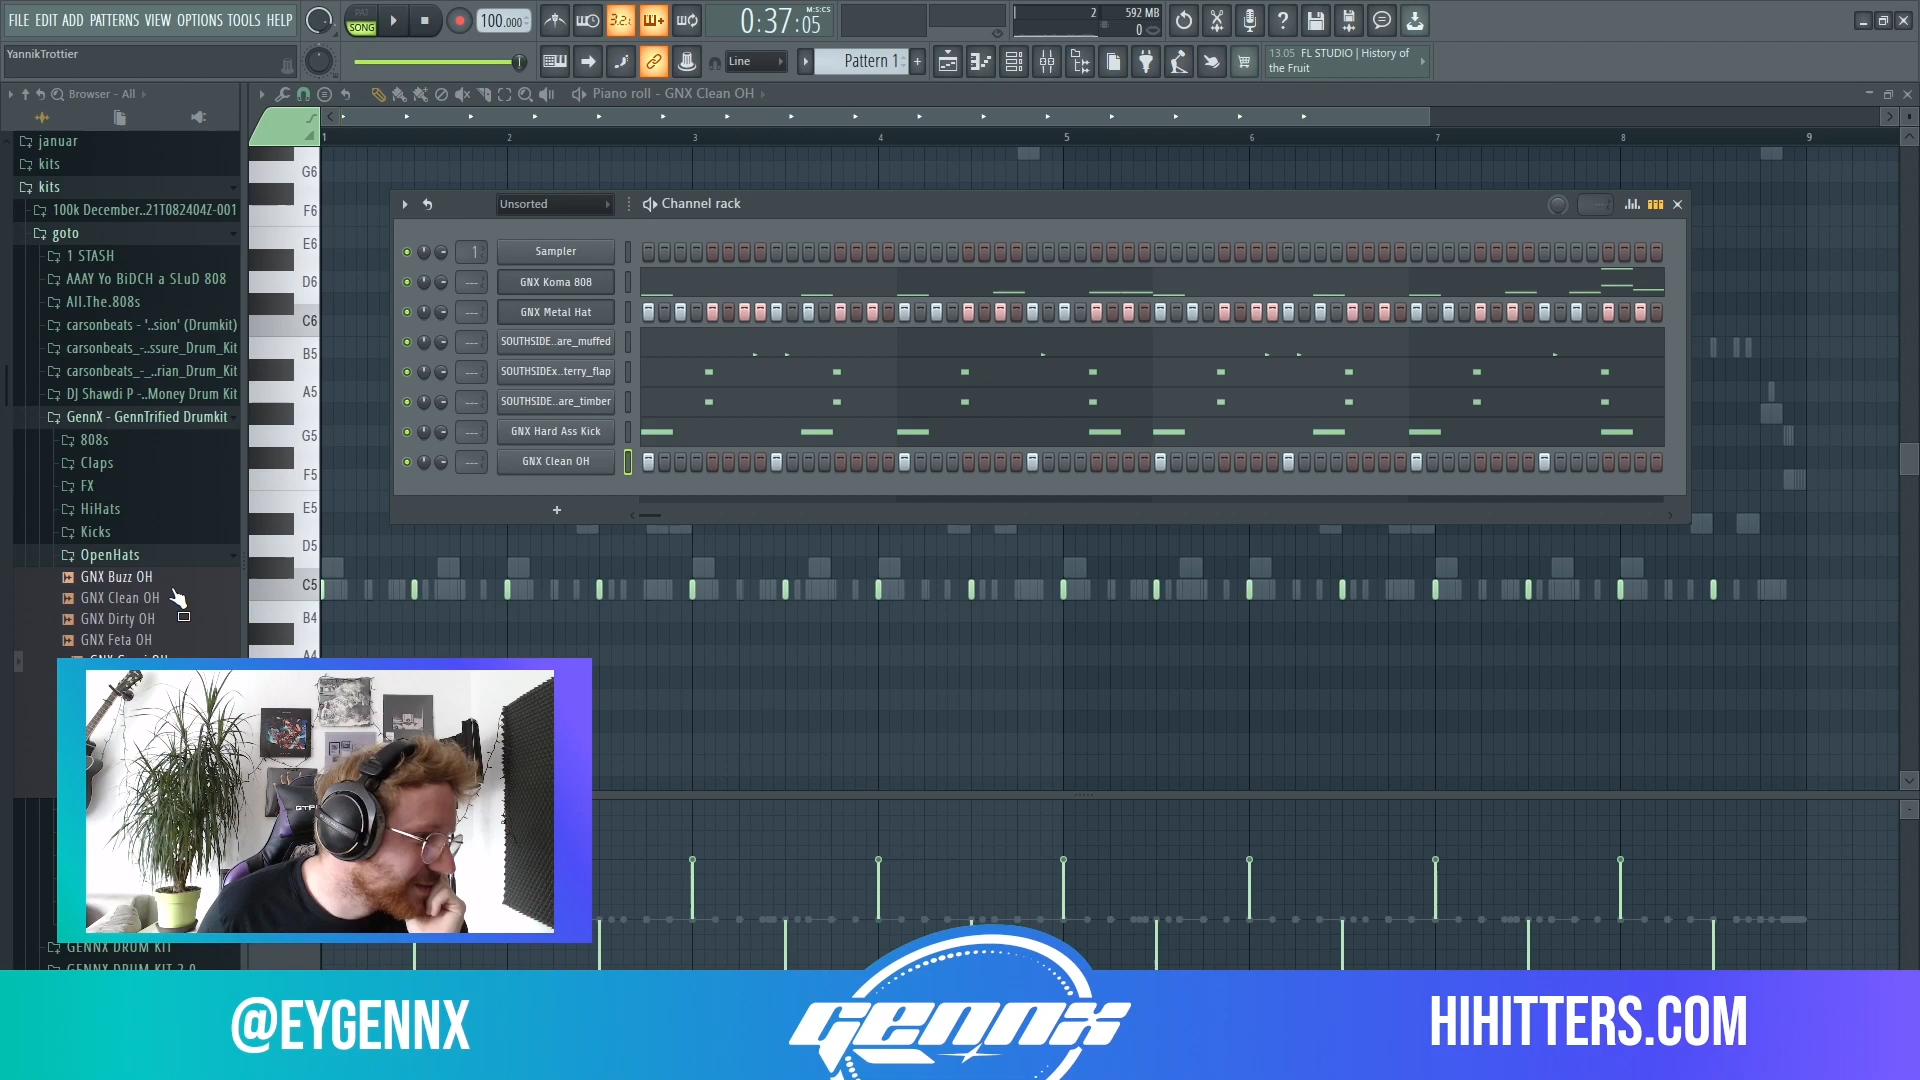 FILE EDIT ADD PATTERNS VIEW OPTIONS TOOLS HELP
PAT
SONG
100.000
3.2.
0:37:05
M:S:CS
2
592 MB
0
YannikTrottier
Line
Pattern 1
+
13.05 FL STUDIO | History of
the Fruit
Browser - All
Piano roll - GNX Clean OH
januar
kits
kits
100k December..21T082404Z-001
goto
1 STASH
AAAY Yo BiDCH a SLuD 808
All.The.808s
carsonbeats - '..sion' (Drumkit)
carsonbeats_-..ssure_Drum_Kit
carsonbeats_-_..rian_Drum_Kit
DJ Shawdi P -..Money Drum Kit
GennX - GennTrified Drumkit
808s
Claps
FX
HiHats
Kicks
OpenHats
GNX Buzz OH
GNX Clean OH
GNX Dirty OH
GNX Feta OH
GENNX DRUM KIT
GENNX DRUM KIT 2.0
1 2 3 4 5 6 7 8 9
G6
F6
E6
D6
C6
B5
A5
G5
F5
E5
D5
C5
B4
A4
Unsorted
Channel rack
1
Sampler
GNX Koma 808
GNX Metal Hat
SOUTHSIDE..are_muffed
SOUTHSIDEx..terry_flap
SOUTHSIDE..are_timber
GNX Hard Ass Kick
GNX Clean OH
+
@EYGENNX
GENNX
HIHITTERS.COM